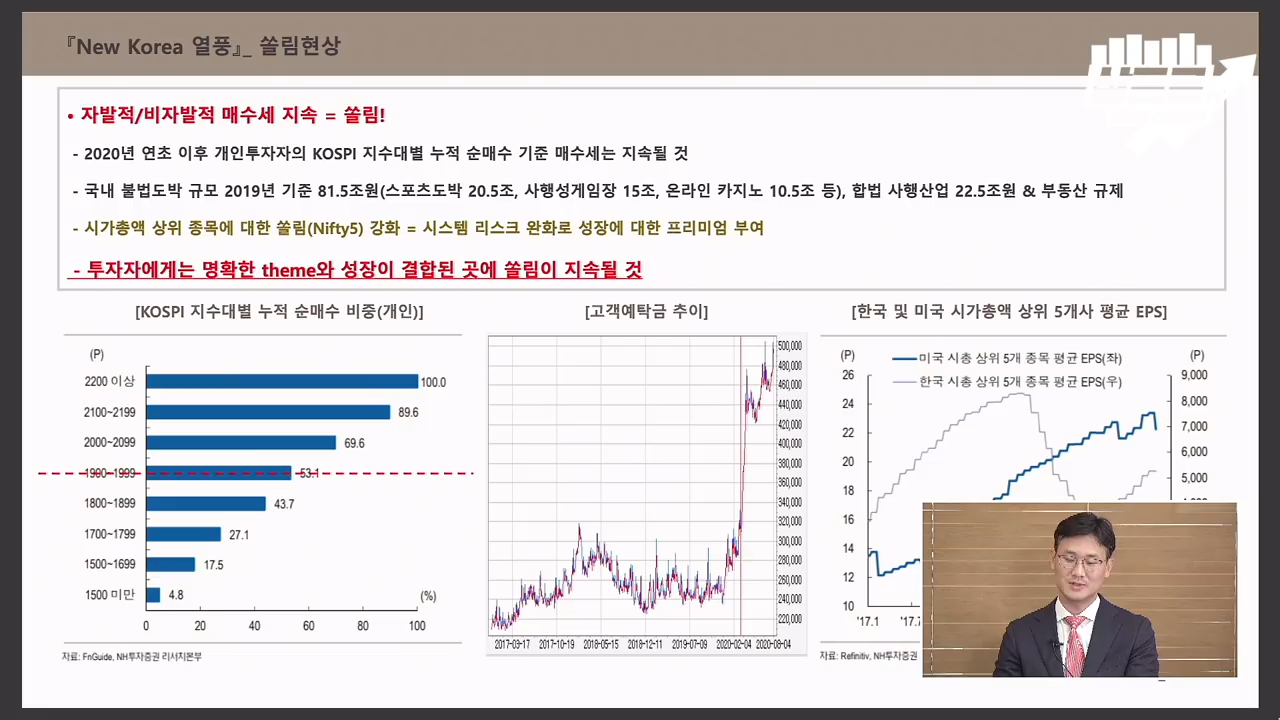 『New Korea 열풍』_ 쏠림현상
• 자발적/비자발적 매수세 지속 = 쏠림!
- 2020년 연초 이후 개인투자자의 KOSPI 지수대별 누적 순매수 기준 매수세는 지속될 것
- 국내 불법도박 규모 2019년 기준 81.5조원(스포츠도박 20.5조, 사행성게임장 15조, 온라인 카지노 10.5조 등), 합법 사행산업 22.5조원 & 부동산 규제
- 시가총액 상위 종목에 대한 쏠림(Nifty5) 강화 = 시스템 리스크 완화로 성장에 대한 프리미엄 부여
- 투자자에게는 명확한 theme와 성장이 결합된 곳에 쏠림이 지속될 것
[KOSPI 지수대별 누적 순매수 비중(개인)]
(P)
2200 이상 100.0
2100~2199 89.6
2000~2099 69.6
1900~1999 53.1
1800~1899 43.7
1700~1799 27.1
1500~1699 17.5
1500 미만 4.8
(%)
0 20 40 60 80 100
자료: FnGuide, NH투자증권 리서치본부
[고객예탁금 추이]
500,000
480,000
460,000
440,000
420,000
400,000
380,000
360,000
340,000
320,000
300,000
280,000
260,000
240,000
220,000
2017-03-17 2017-10-19 2018-05-15 2018-12-11 2019-07-09 2020-02-04 2020-08-04
[한국 및 미국 시가총액 상위 5개사 평균 EPS]
(P) (P)
미국 시총 상위 5개 종목 평균 EPS(좌)
한국 시총 상위 5개 종목 평균 EPS(우)
26 9,000
24 8,000
22 7,000
20 6,000
18 5,000
16
14
12
10
'17.1
자료: Refinitiv, NH투자증권